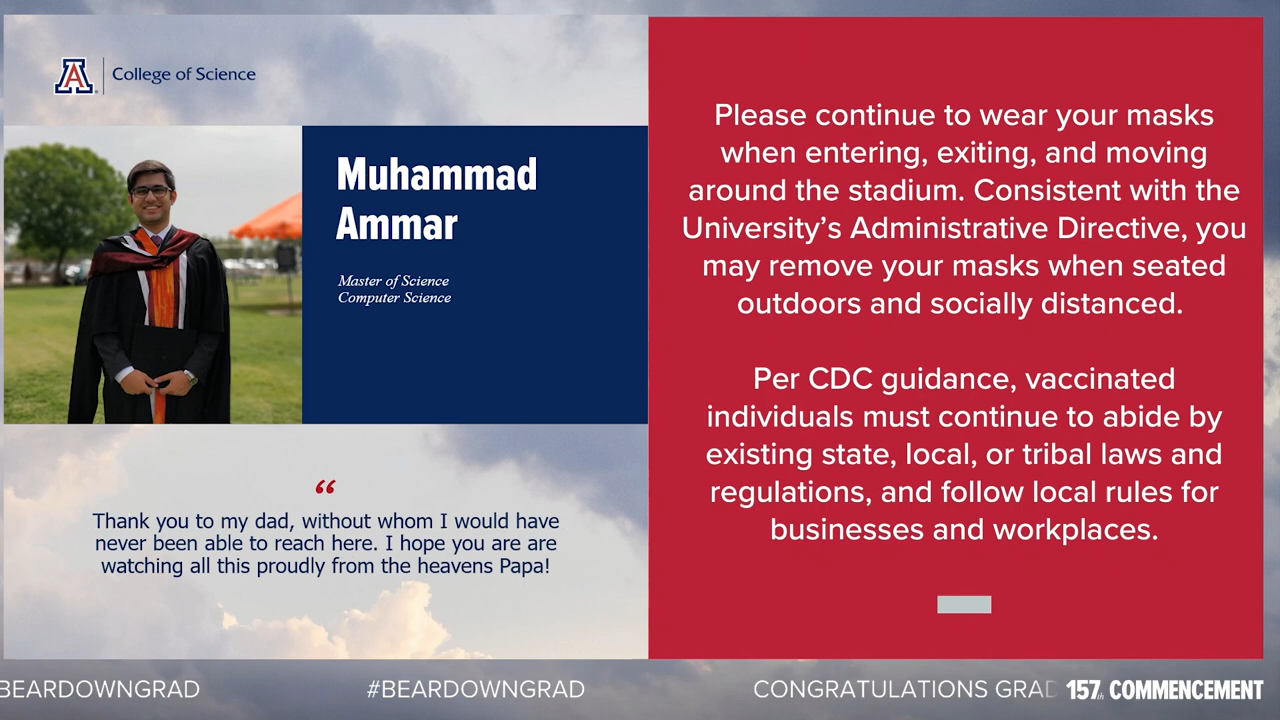 A
College of Science
Muhammad
Ammar
Master of Science
Computer Science
“
Thank you to my dad, without whom I would have
never been able to reach here. I hope you are are
watching all this proudly from the heavens Papa!
Please continue to wear your masks
when entering, exiting, and moving
around the stadium. Consistent with the
University’s Administrative Directive, you
may remove your masks when seated
outdoors and socially distanced.
Per CDC guidance, vaccinated
individuals must continue to abide by
existing state, local, or tribal laws and
regulations, and follow local rules for
businesses and workplaces.
BEARDOWNGRAD #BEARDOWNGRAD CONGRATULATIONS GRAD 157th COMMENCEMENT